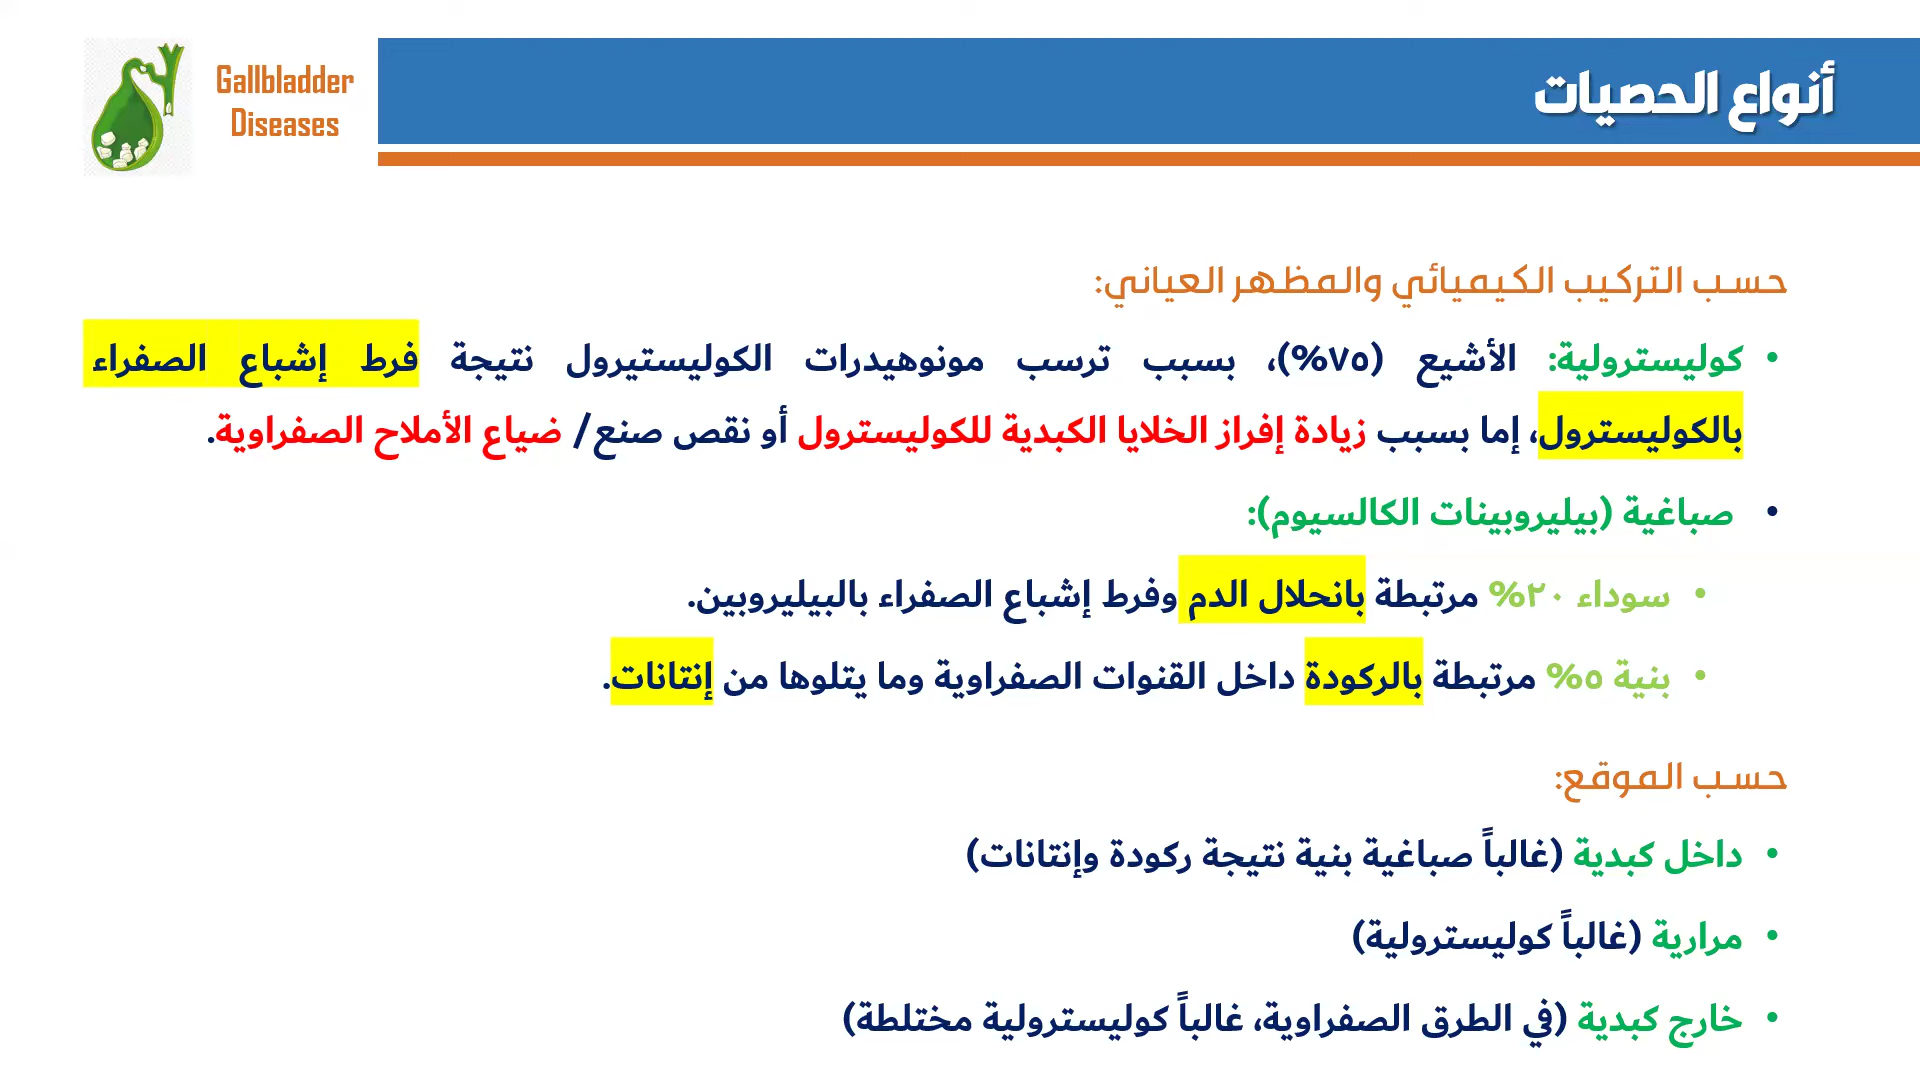 Gallbladder
Diseases
أنواع الحصيات
حسب التركيب الكيميائي والمظهر العياني:
• كوليسترولية: الأشيع (٧٥%)، بسبب ترسب مونوهيدرات الكوليستيرول نتيجة فرط إشباع الصفراء
بالكوليسترول، إما بسبب زيادة إفراز الخلايا الكبدية للكوليسترول أو نقص صنع/ ضياع الأملاح الصفراوية.
• صباغية (بيليروبينات الكالسيوم):
• سوداء ٢٠% مرتبطة بانحلال الدم وفرط إشباع الصفراء بالبيليروبين.
• بنية ٥% مرتبطة بالركودة داخل القنوات الصفراوية وما يتلوها من إنتانات.
حسب الموقع:
• داخل كبدية (غالباً صباغية بنية نتيجة ركودة وإنتانات)
• مرارية (غالباً كوليسترولية)
• خارج كبدية (في الطرق الصفراوية، غالباً كوليسترولية مختلطة)